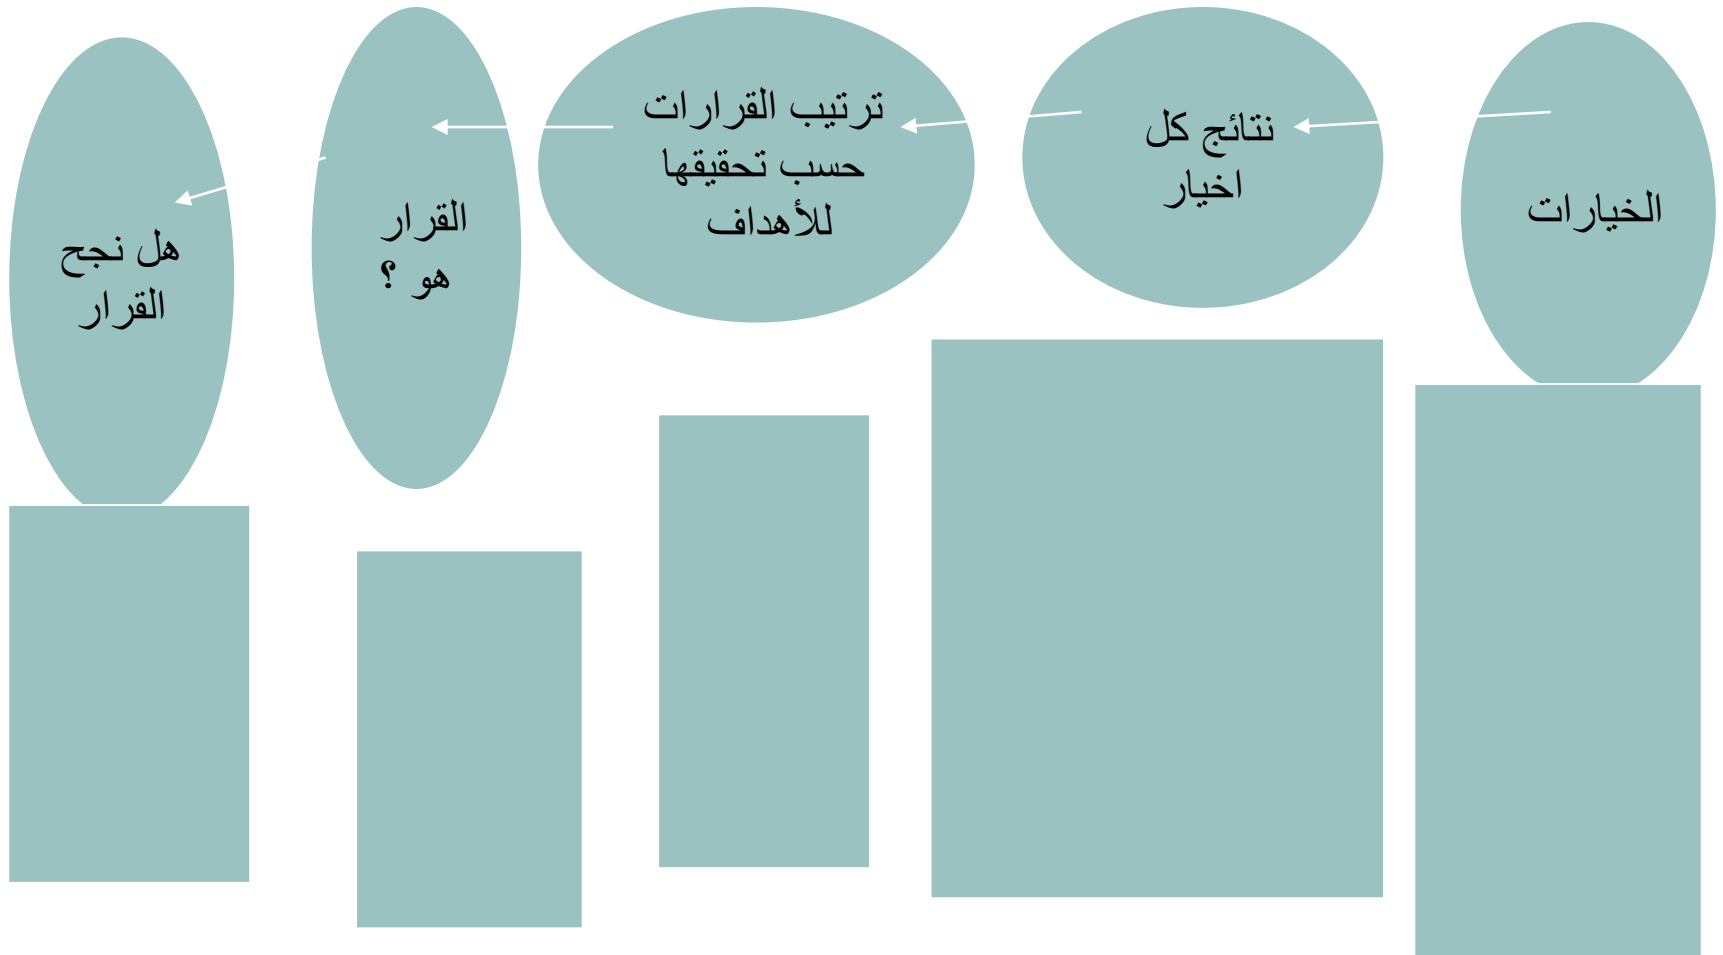 الخيارات
نتائج كل
اخيار
ترتيب القرارات
حسب تحقيقها
للأهداف
القرار
هو ؟
هل نجح
القرار